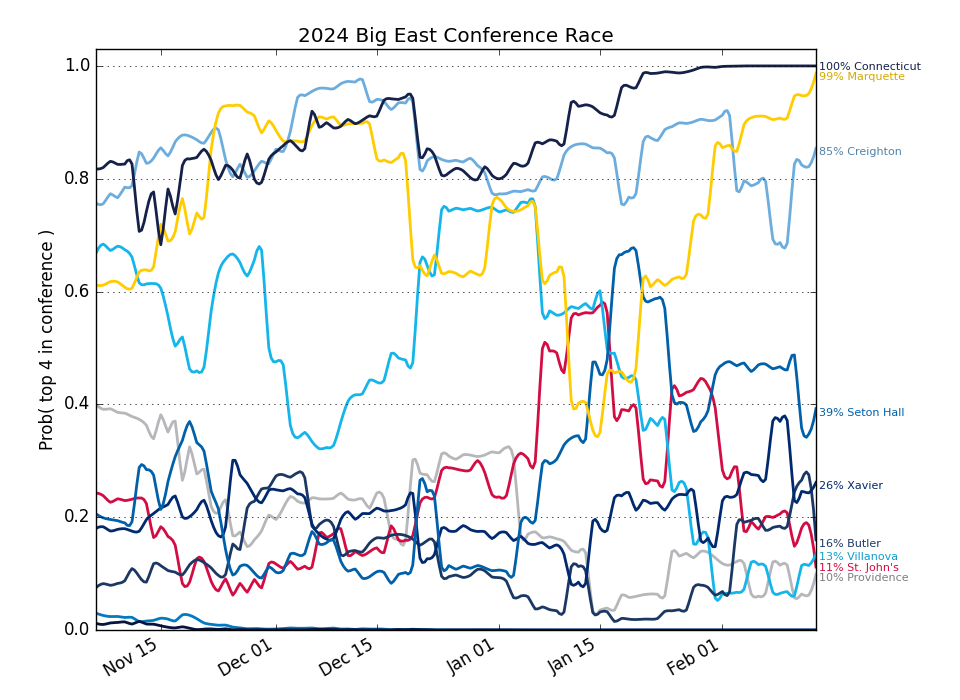 2024 Big East Conference Race
Prob( top 4 in conference )
1.0
0.8
0.6
0.4
0.2
0.0
Nov 15
Dec 01
Dec 15
Jan 01
Jan 15
Feb 01
100% Connecticut
99% Marquette
85% Creighton
39% Seton Hall
26% Xavier
16% Butler
13% Villanova
11% St. John's
10% Providence